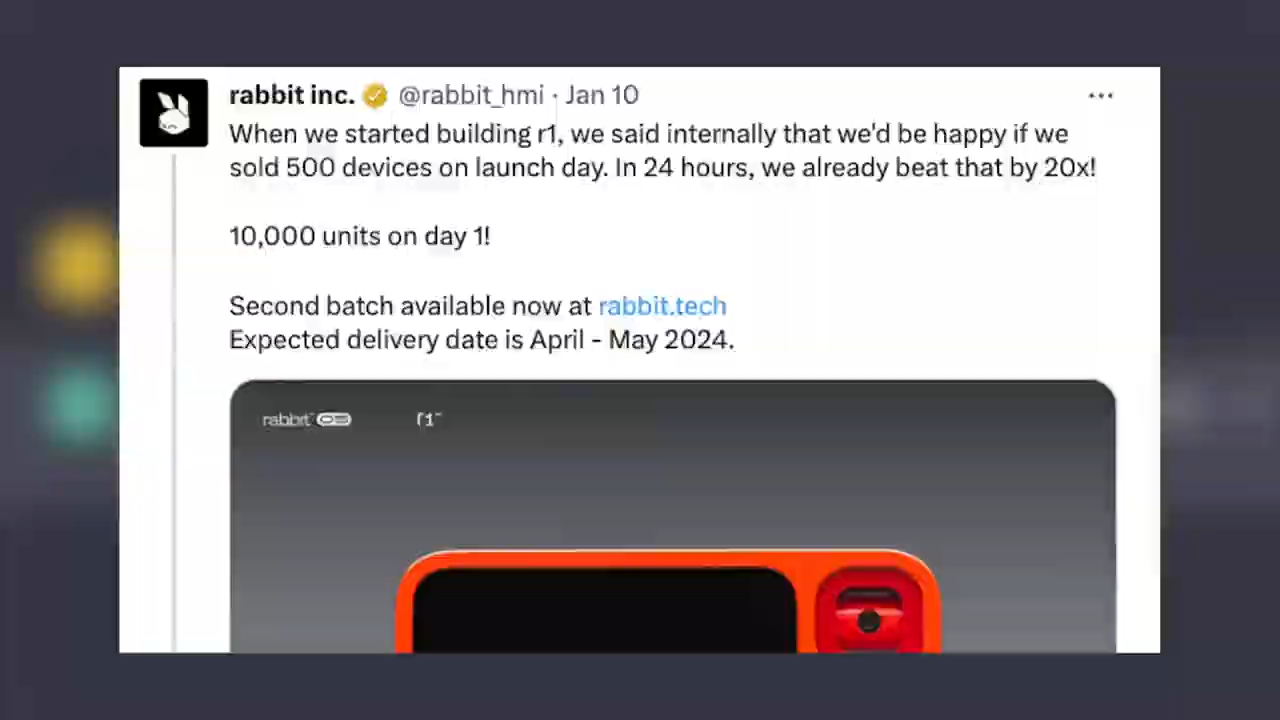 rabbit inc. @rabbit_hmi · Jan 10
When we started building r1, we said internally that we'd be happy if we
sold 500 devices on launch day. In 24 hours, we already beat that by 20x!
10,000 units on day 1!
Second batch available now at rabbit.tech
Expected delivery date is April - May 2024.
rabbit r1